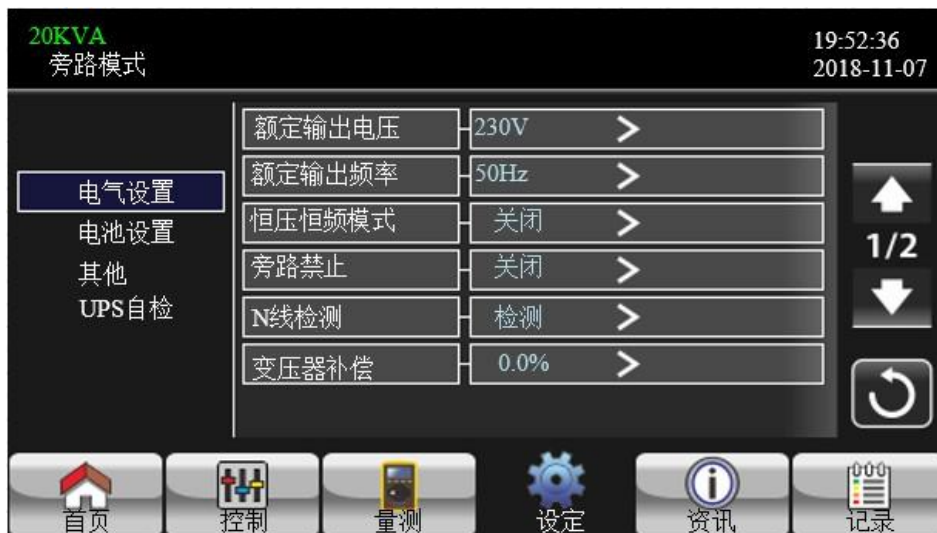 20KVA
旁路模式
19:52:36
2018-11-07
电气设置
电池设置
其他
UPS自检
额定输出电压 230V
额定输出频率 50Hz
恒压恒频模式 关闭
旁路禁止 关闭
N线检测 检测
变压器补偿 0.0%
1/2
首页 控制 量测 设定 资讯 记录